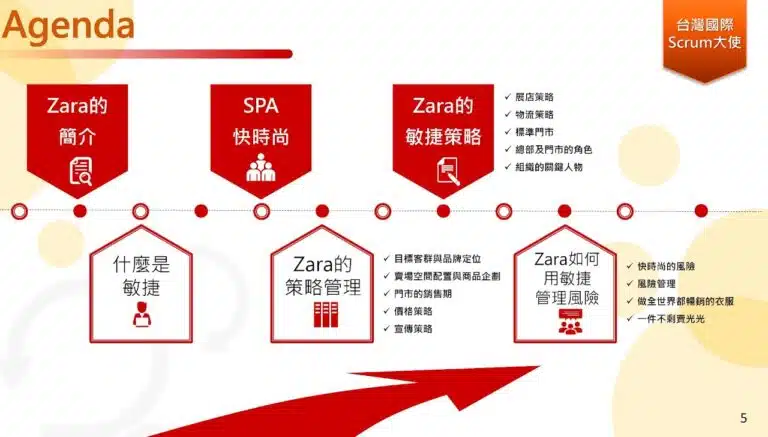 Agenda
台灣國際
Scrum大使
Zara的
簡介
SPA
快時尚
Zara的
敏捷策略
✓ 展店策略
✓ 物流策略
✓ 標準門市
✓ 總部及門市的角色
✓ 組織的關鍵人物
什麼是
敏捷
Zara的
策略管理
✓ 目標客群與品牌定位
✓ 賣場空間配置與商品企劃
✓ 門市的銷售期
✓ 價格策略
✓ 宣傳策略
Zara如何
用敏捷
管理風險
✓ 快時尚的風險
✓ 風險管理
✓ 做全世界都暢銷的衣服
✓ 一件不剩賣光光
5